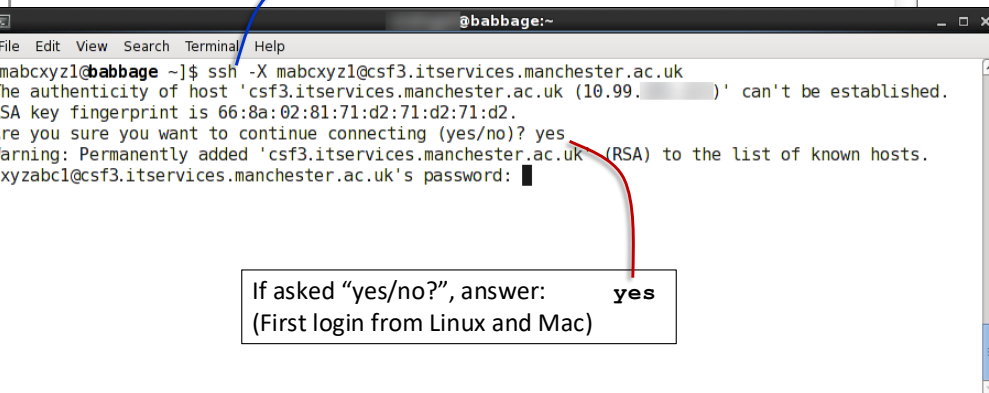 @babbage:~
File Edit View Search Terminal Help
mabcxyz1@babbage ~]$ ssh -X mabcxyz1@csf3.itservices.manchester.ac.uk
he authenticity of host 'csf3.itservices.manchester.ac.uk (10.99. )' can't be established.
SA key fingerprint is 66:8a:02:81:71:d2:71:d2:71:d2.
re you sure you want to continue connecting (yes/no)? yes
arning: Permanently added 'csf3.itservices.manchester.ac.uk' (RSA) to the list of known hosts.
xyzabc1@csf3.itservices.manchester.ac.uk's password:
If asked “yes/no?”, answer: yes
(First login from Linux and Mac)